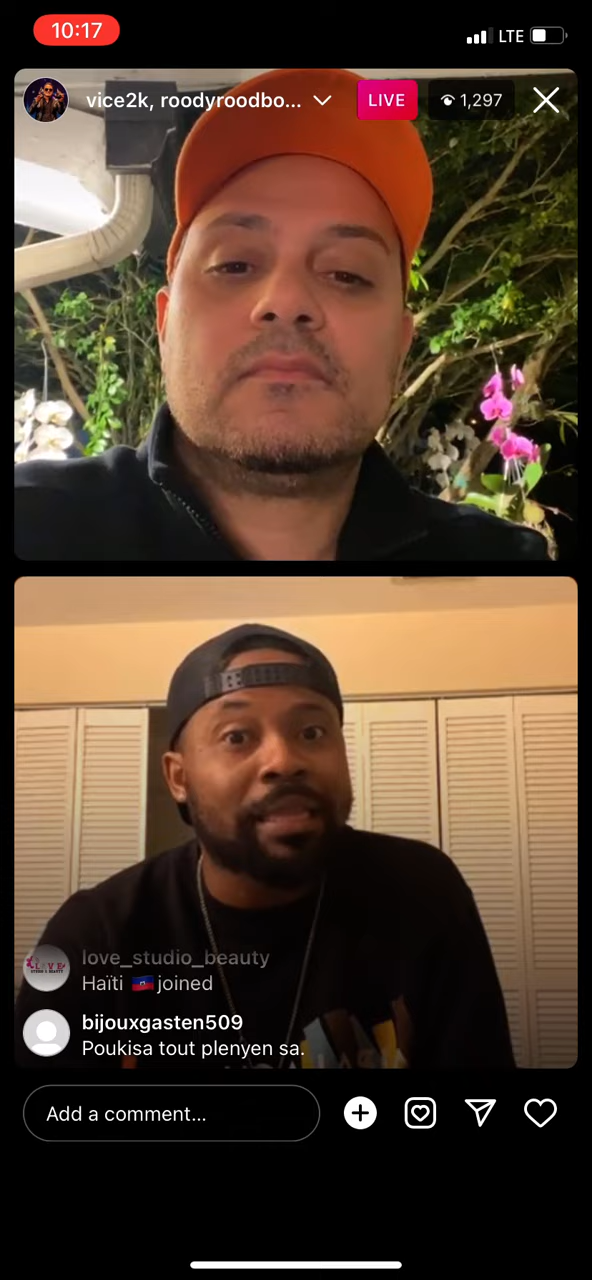 10:17
LTE
vice2k, roodyroodbo...
LIVE
1,297
love_studio_beauty
Haïti 🇭🇹 joined
bijouxgasten509
Poukisa tout plenyen sa.
Add a comment...